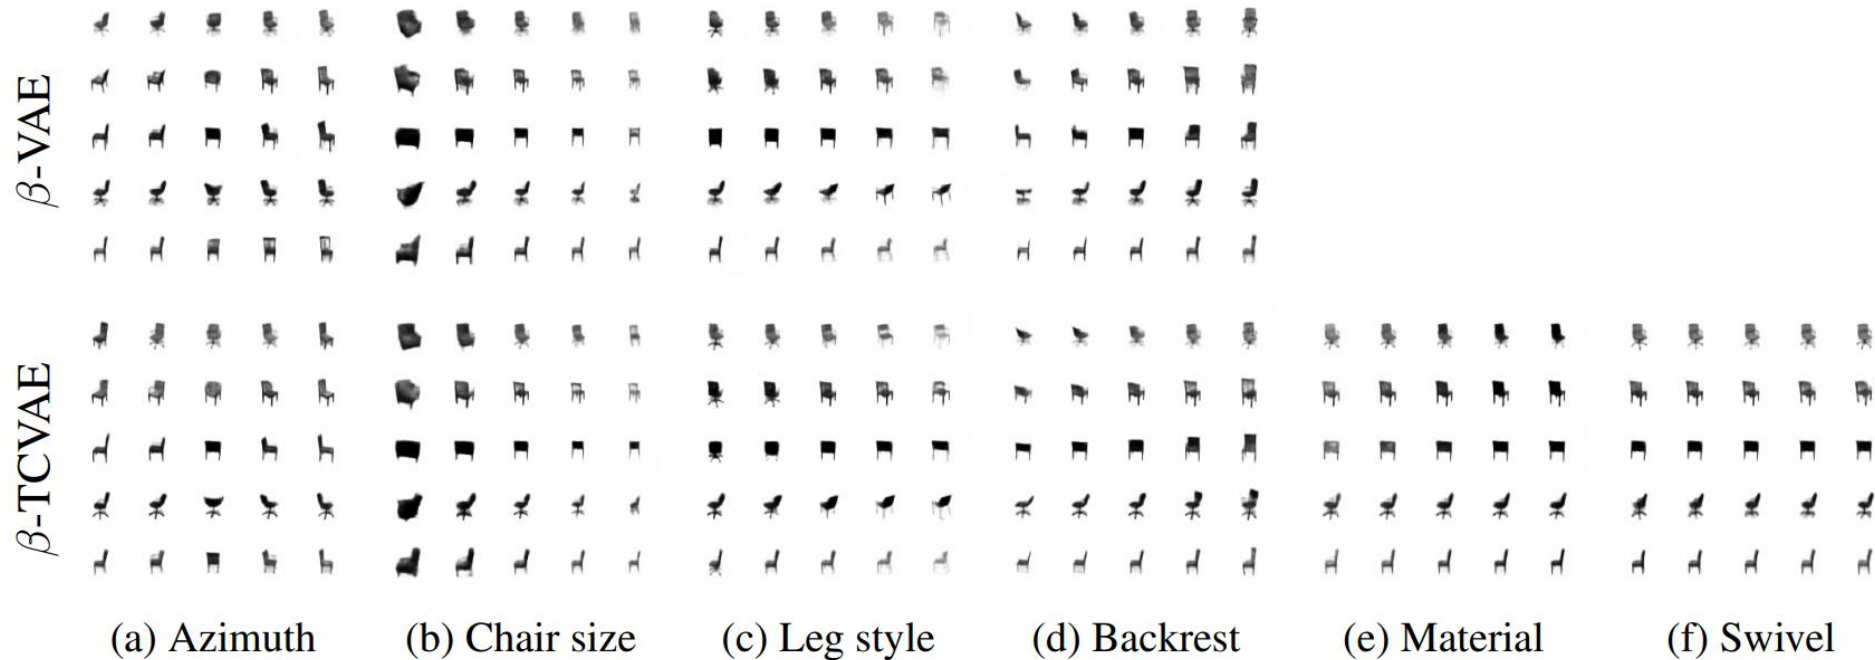 β-VAE
β-TCVAE
(a) Azimuth
(b) Chair size
(c) Leg style
(d) Backrest
(e) Material
(f) Swivel